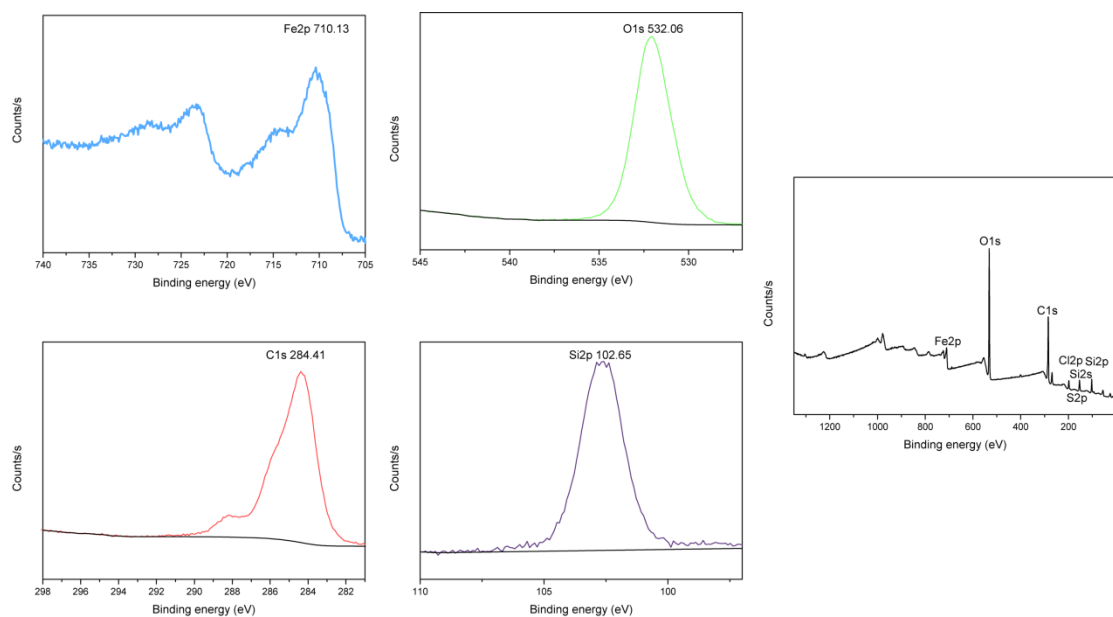 Fe2p 710.13
Counts/s
740 735 730 725 720 715 710 705
Binding energy (eV)
O1s 532.06
Counts/s
545 540 535 530
Binding energy (eV)
C1s 284.41
Counts/s
298 296 294 292 290 288 286 284 282
Binding energy (eV)
Si2p 102.65
Counts/s
110 105 100
Binding energy (eV)
O1s
C1s
Fe2p
Cl2p Si2p
Si2s
S2p
Counts/s
1200 1000 800 600 400 200
Binding energy (eV)